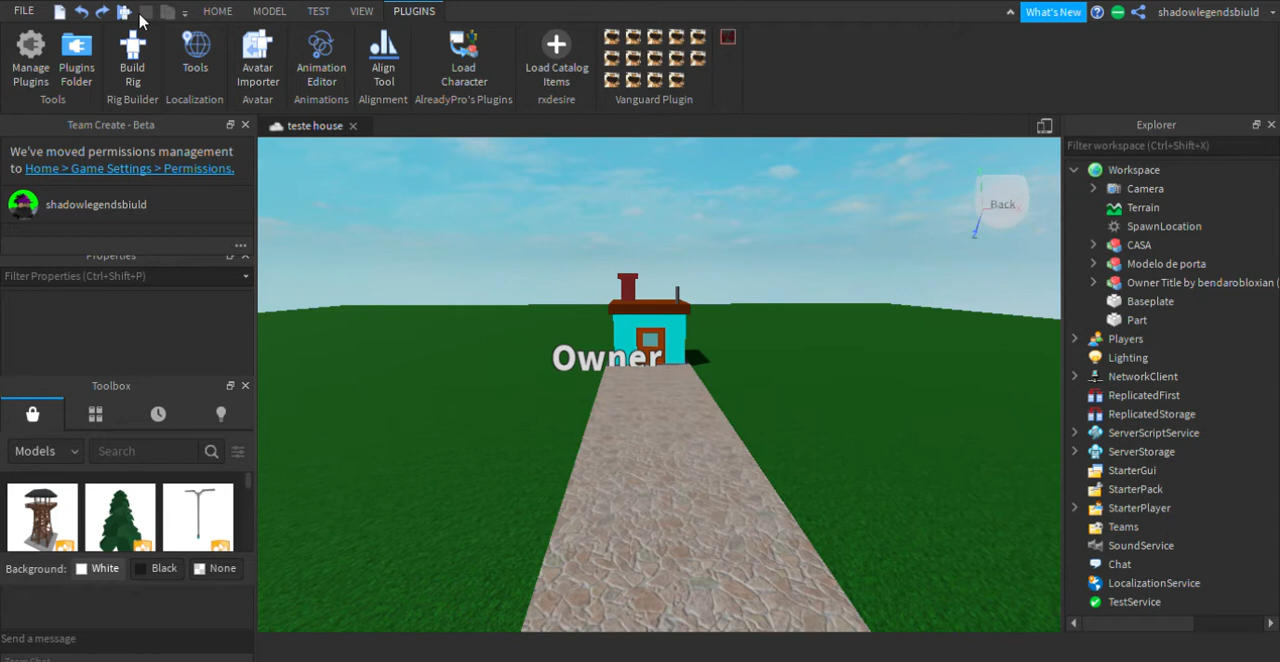 FILE HOME MODEL TEST VIEW PLUGINS What's New shadowlegendsbiuld
Manage Plugins Build Tools Avatar Animation Align Load Load Catalog
Plugins Folder Rig Importer Editor Tool Character Items
Tools Rig Builder Localization Avatar Animations Alignment AlreadyPro's Plugins rxdesire Vanguard Plugin
Team Create - Beta
We've moved permissions management
to Home > Game Settings > Permissions.
shadowlegendsbiuld
Properties
Filter Properties (Ctrl+Shift+P)
Toolbox
Models Search
Background: White Black None
Send a message
teste house
Back
Owner
Explorer
Filter workspace (Ctrl+Shift+X)
Workspace
Camera
Terrain
SpawnLocation
CASA
Modelo de porta
Owner Title by bendarobloxian (
Baseplate
Part
Players
Lighting
NetworkClient
ReplicatedFirst
ReplicatedStorage
ServerScriptService
ServerStorage
StarterGui
StarterPack
StarterPlayer
Teams
SoundService
Chat
LocalizationService
TestService